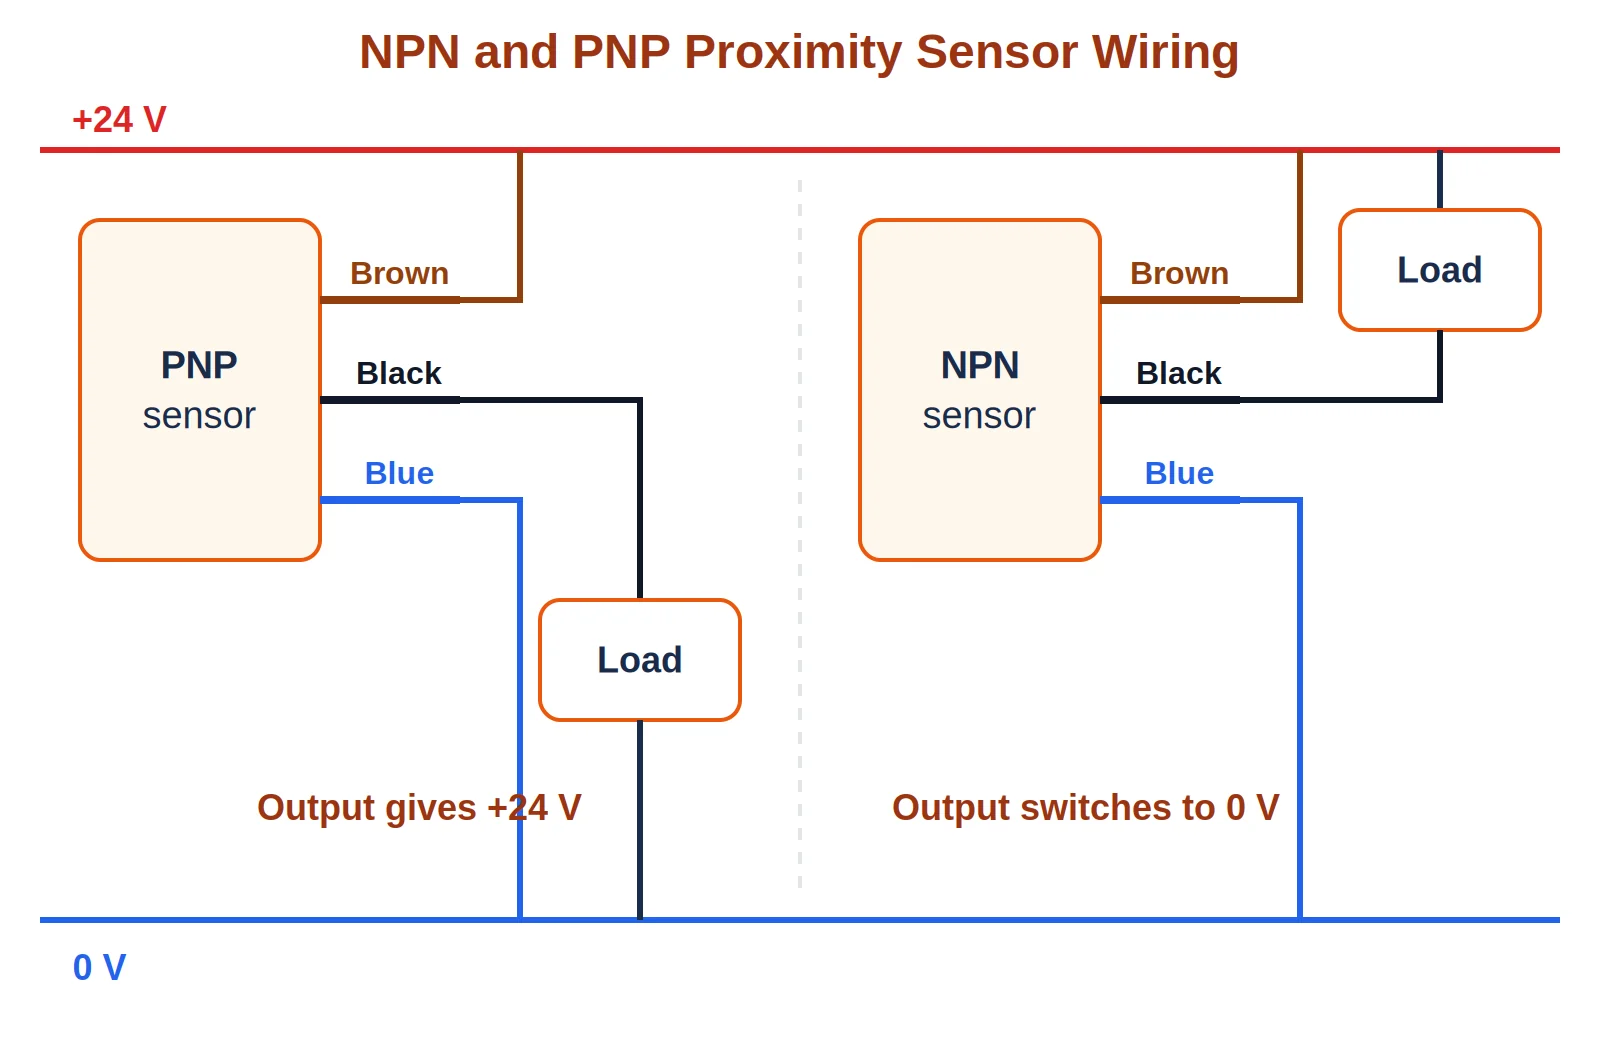 NPN and PNP Proximity Sensor Wiring
+24 V
Brown
Black
Blue
PNP
sensor
Load
Output gives +24 V
Brown
Black
Blue
NPN
sensor
Load
Output switches to 0 V
0 V